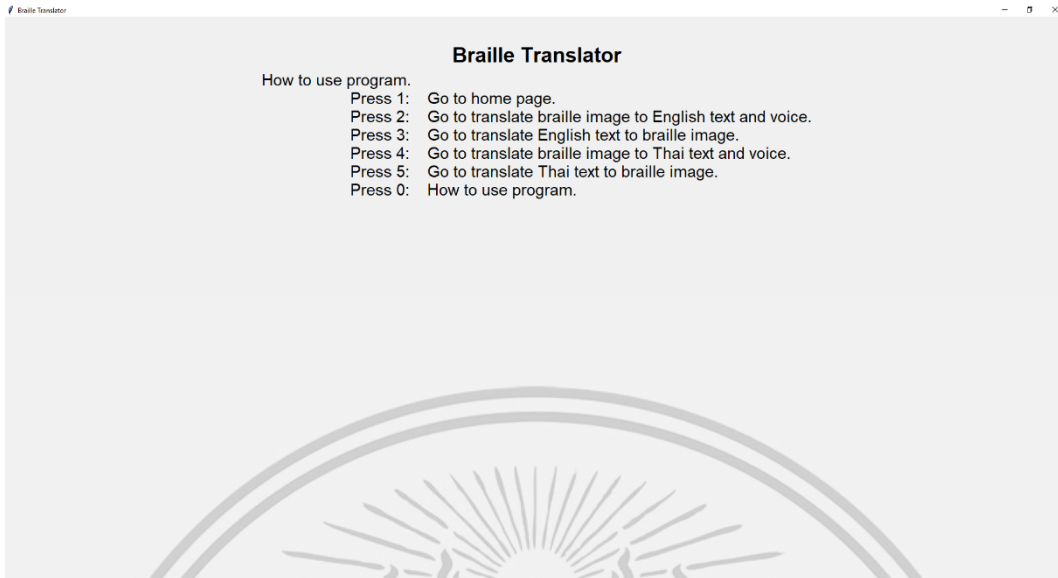 Braille Translator
Braille Translator
How to use program.
Press 1: Go to home page.
Press 2: Go to translate braille image to English text and voice.
Press 3: Go to translate English text to braille image.
Press 4: Go to translate braille image to Thai text and voice.
Press 5: Go to translate Thai text to braille image.
Press 0: How to use program.